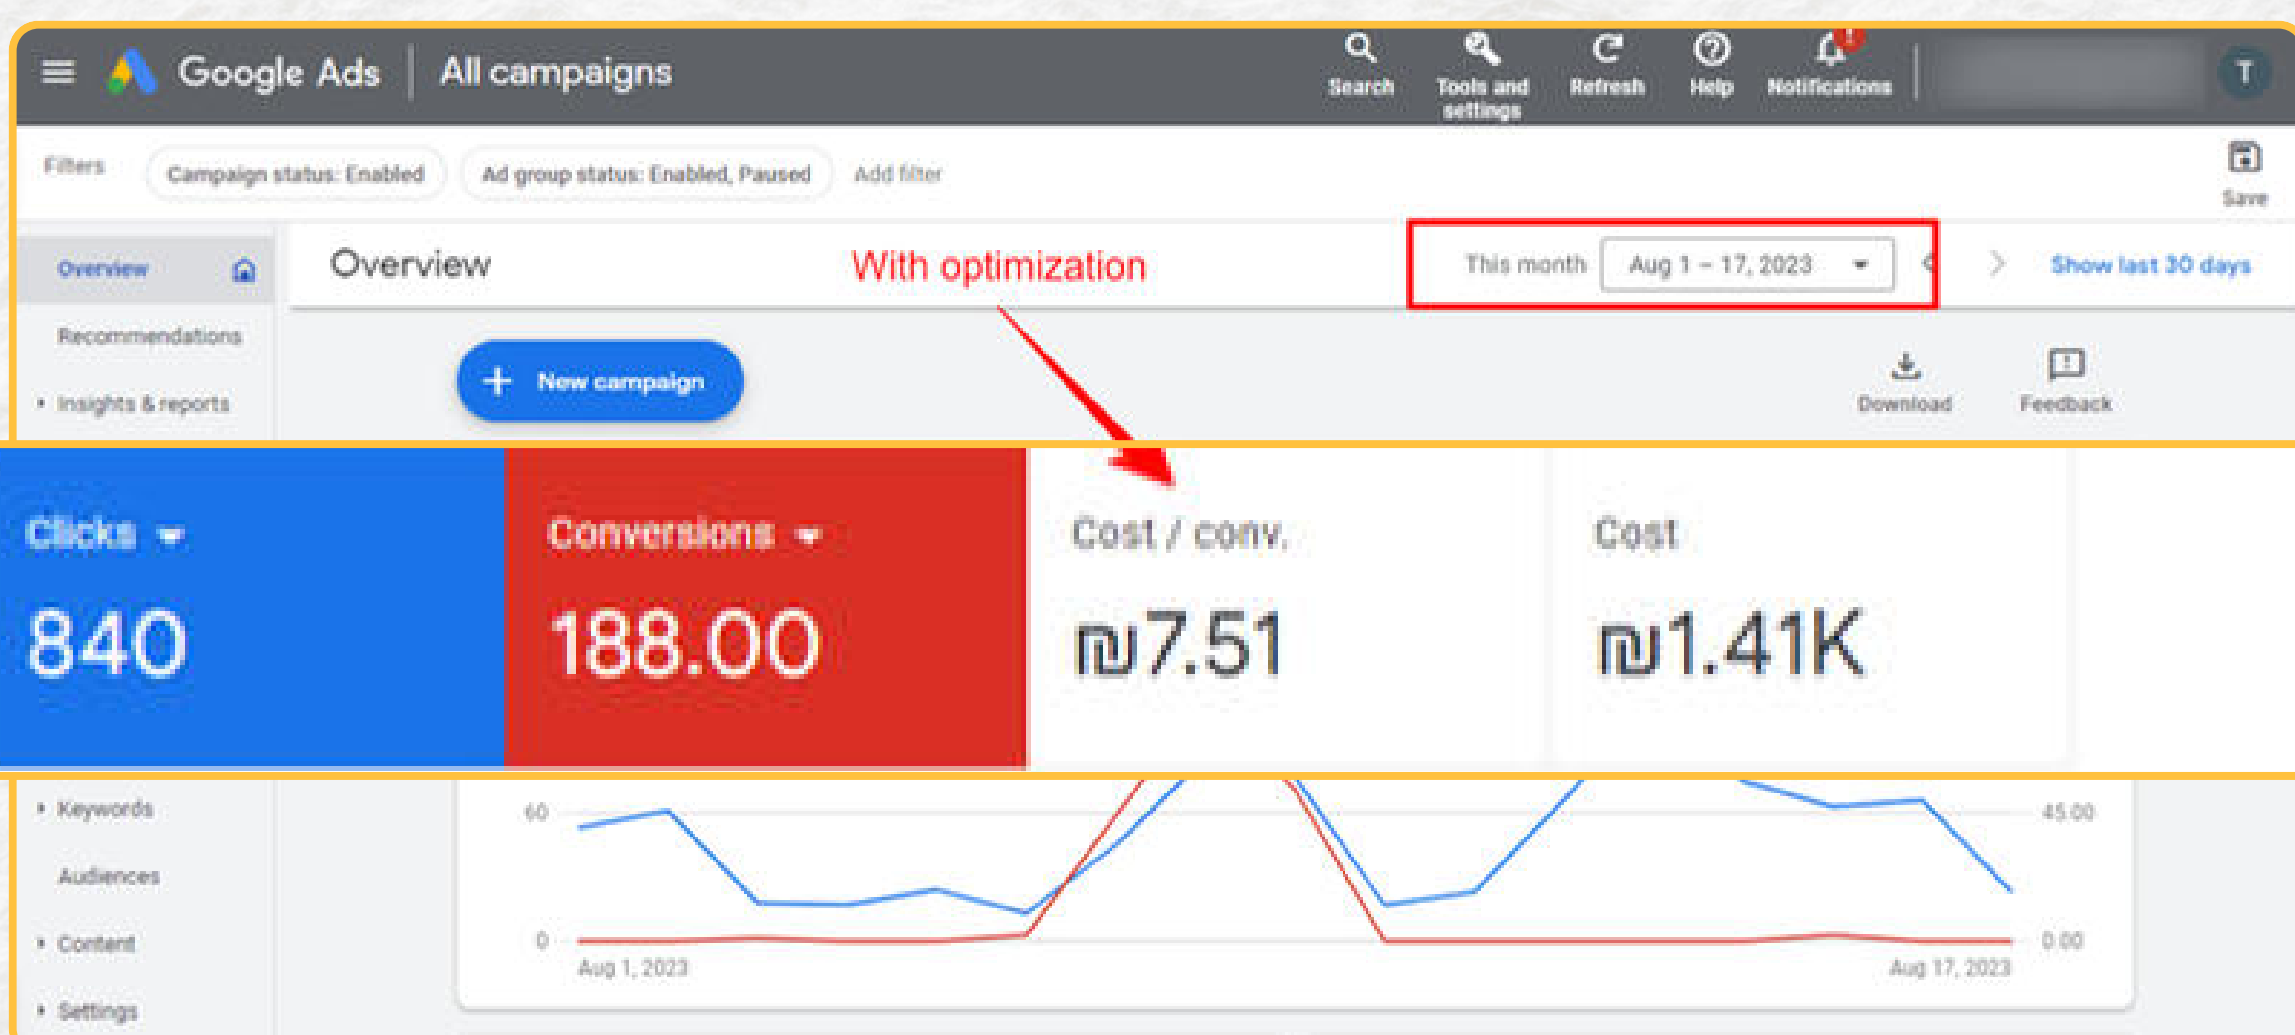 Google Ads
All campaigns
Search
Tools and
settings
Refresh
Help
!
Notifications
T
Filters
Campaign status: Enabled
Ad group status: Enabled, Paused
Add filter
Save
Overview
Overview
With optimization
This month
Aug 1 – 17, 2023
Show last 30 days
Recommendations
Insights & reports
New campaign
Download
Feedback
Clicks
Conversions
Cost / conv.
Cost
840
188.00
₪7.51
₪1.41K
Keywords
Audiences
Content
Settings
60
45.00
0
0.00
Aug 1, 2023
Aug 17, 2023